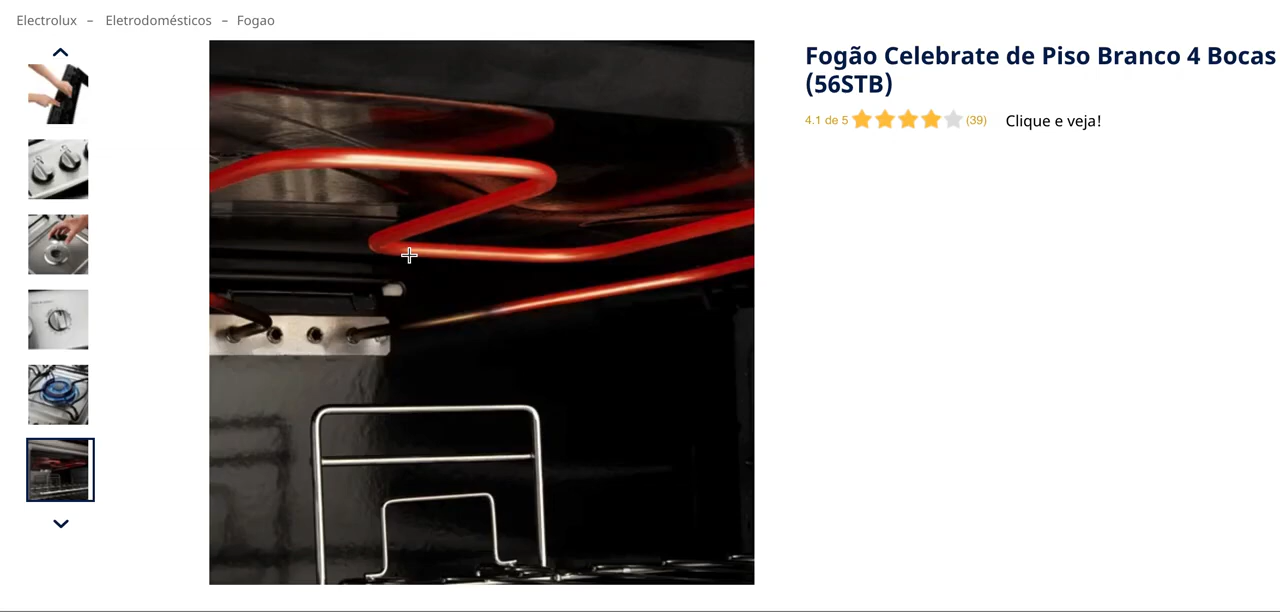 Electrolux – Eletrodomésticos – Fogao
Fogão Celebrate de Piso Branco 4 Bocas
(56STB)
4.1 de 5 (39) Clique e veja!